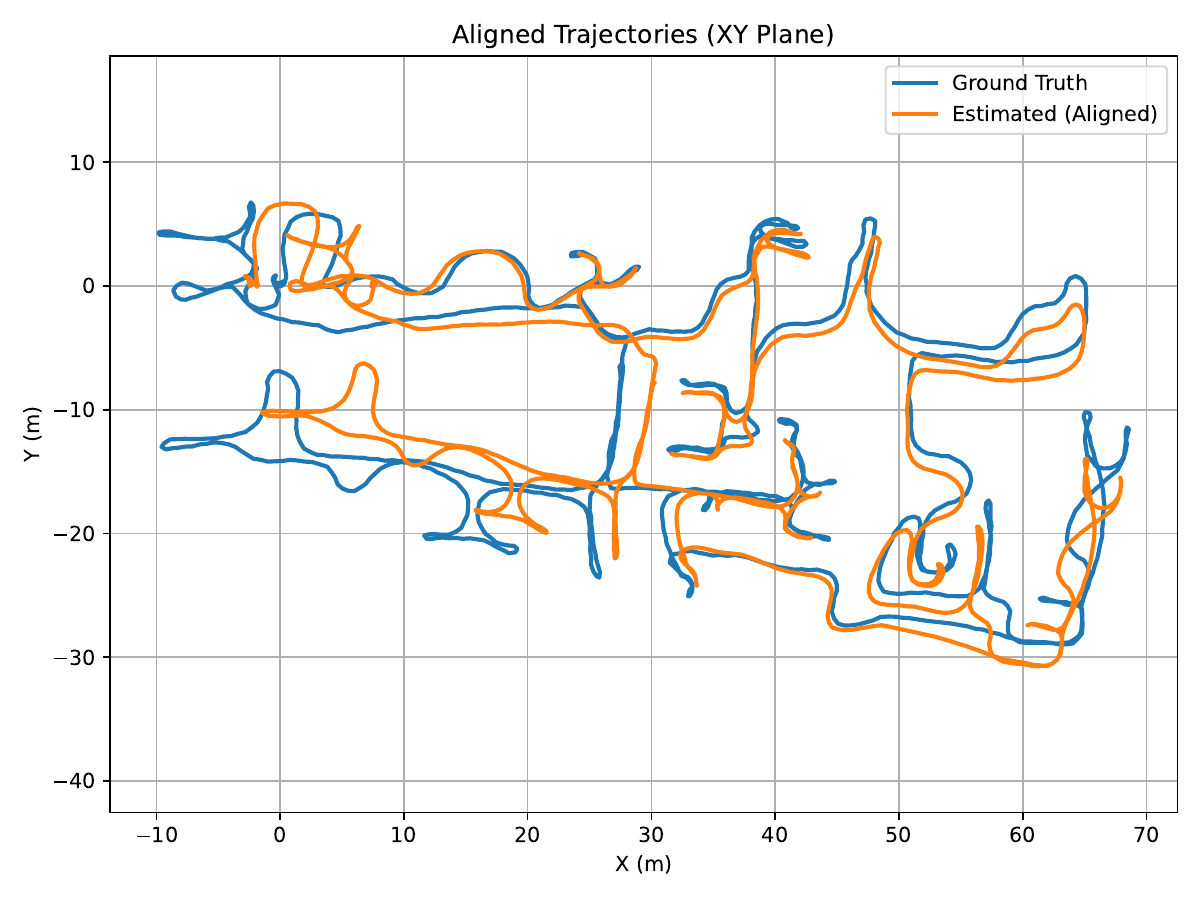 Aligned Trajectories (XY Plane)
Ground Truth
Estimated (Aligned)
10
0
−10
−20
−30
−40
Y (m)
−10 0 10 20 30 40 50 60 70
X (m)